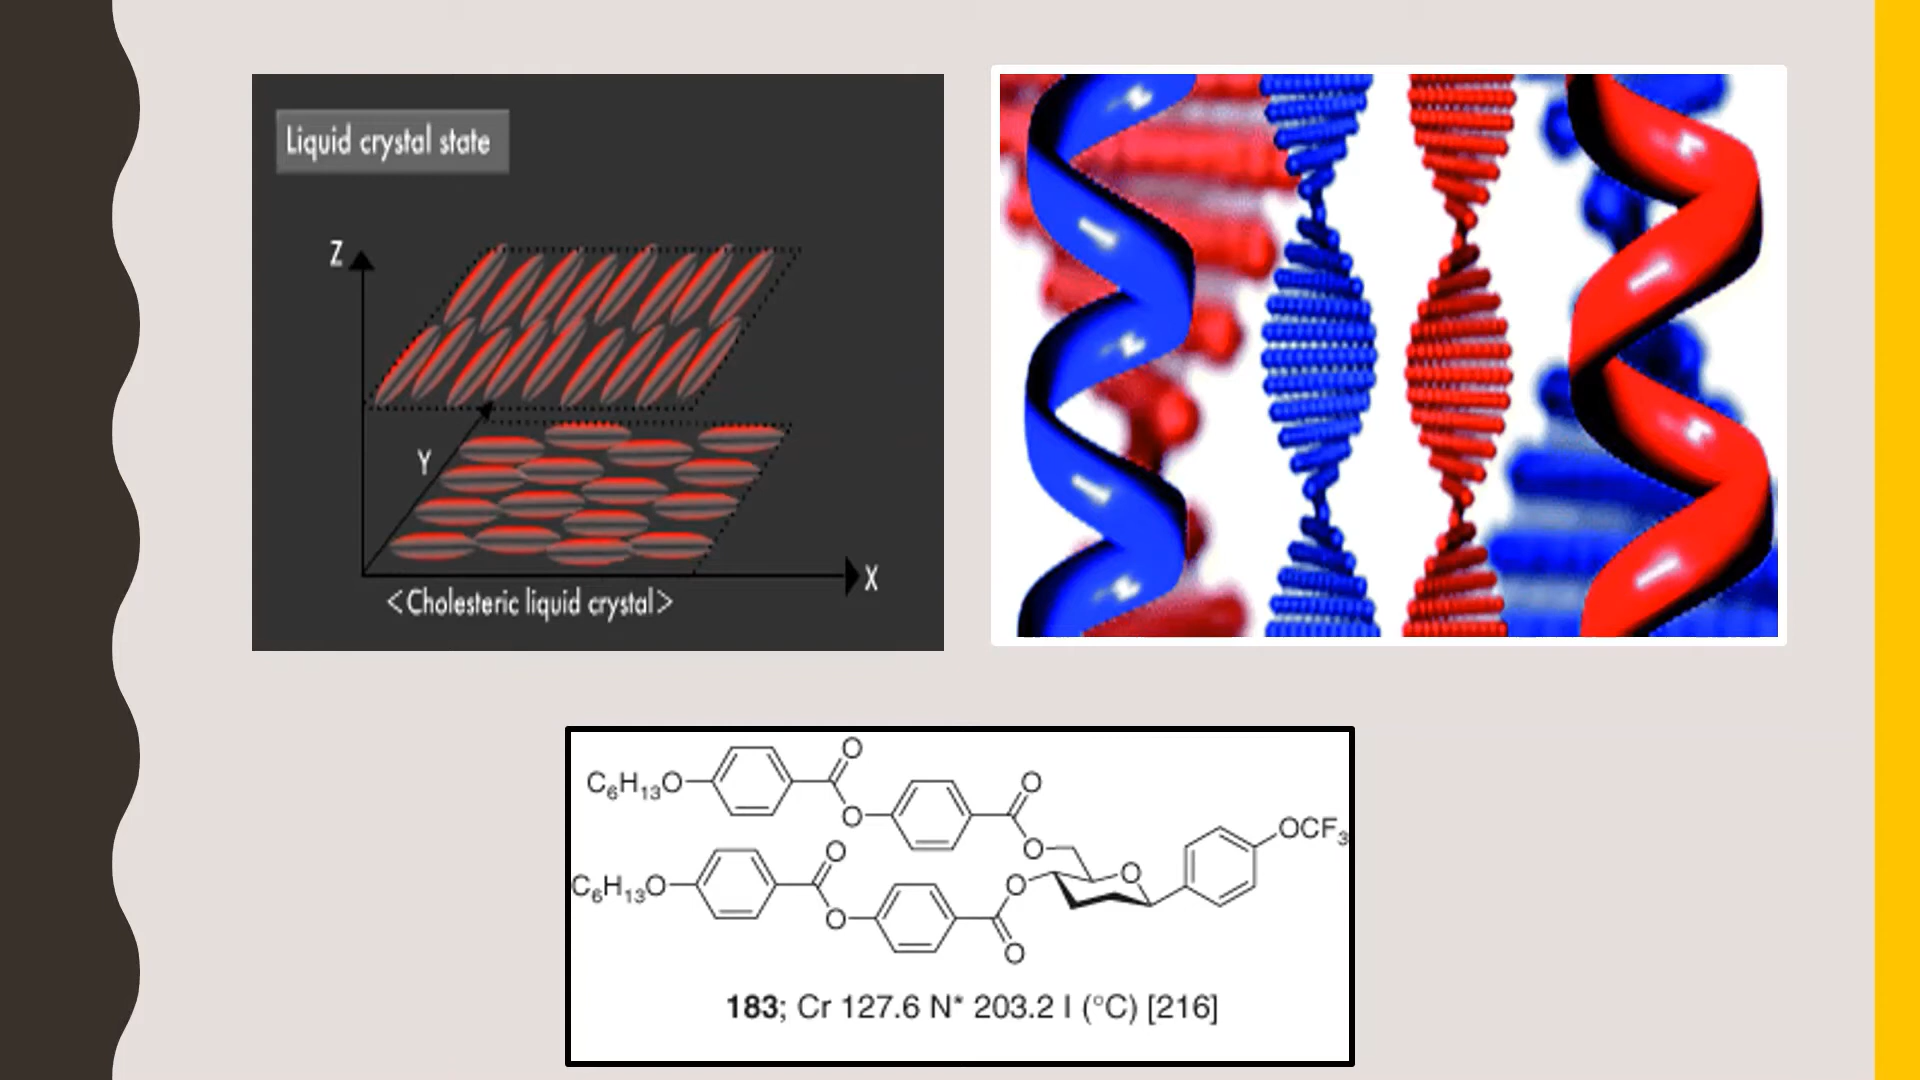 Liquid crystal state
Z
Y
X
<Cholesteric liquid crystal>
O
O
C₆H₁₃O
OCF₃
O
O
O
O
C₆H₁₃O
O
O
O
183; Cr 127.6 N* 203.2 I (°C) [216]